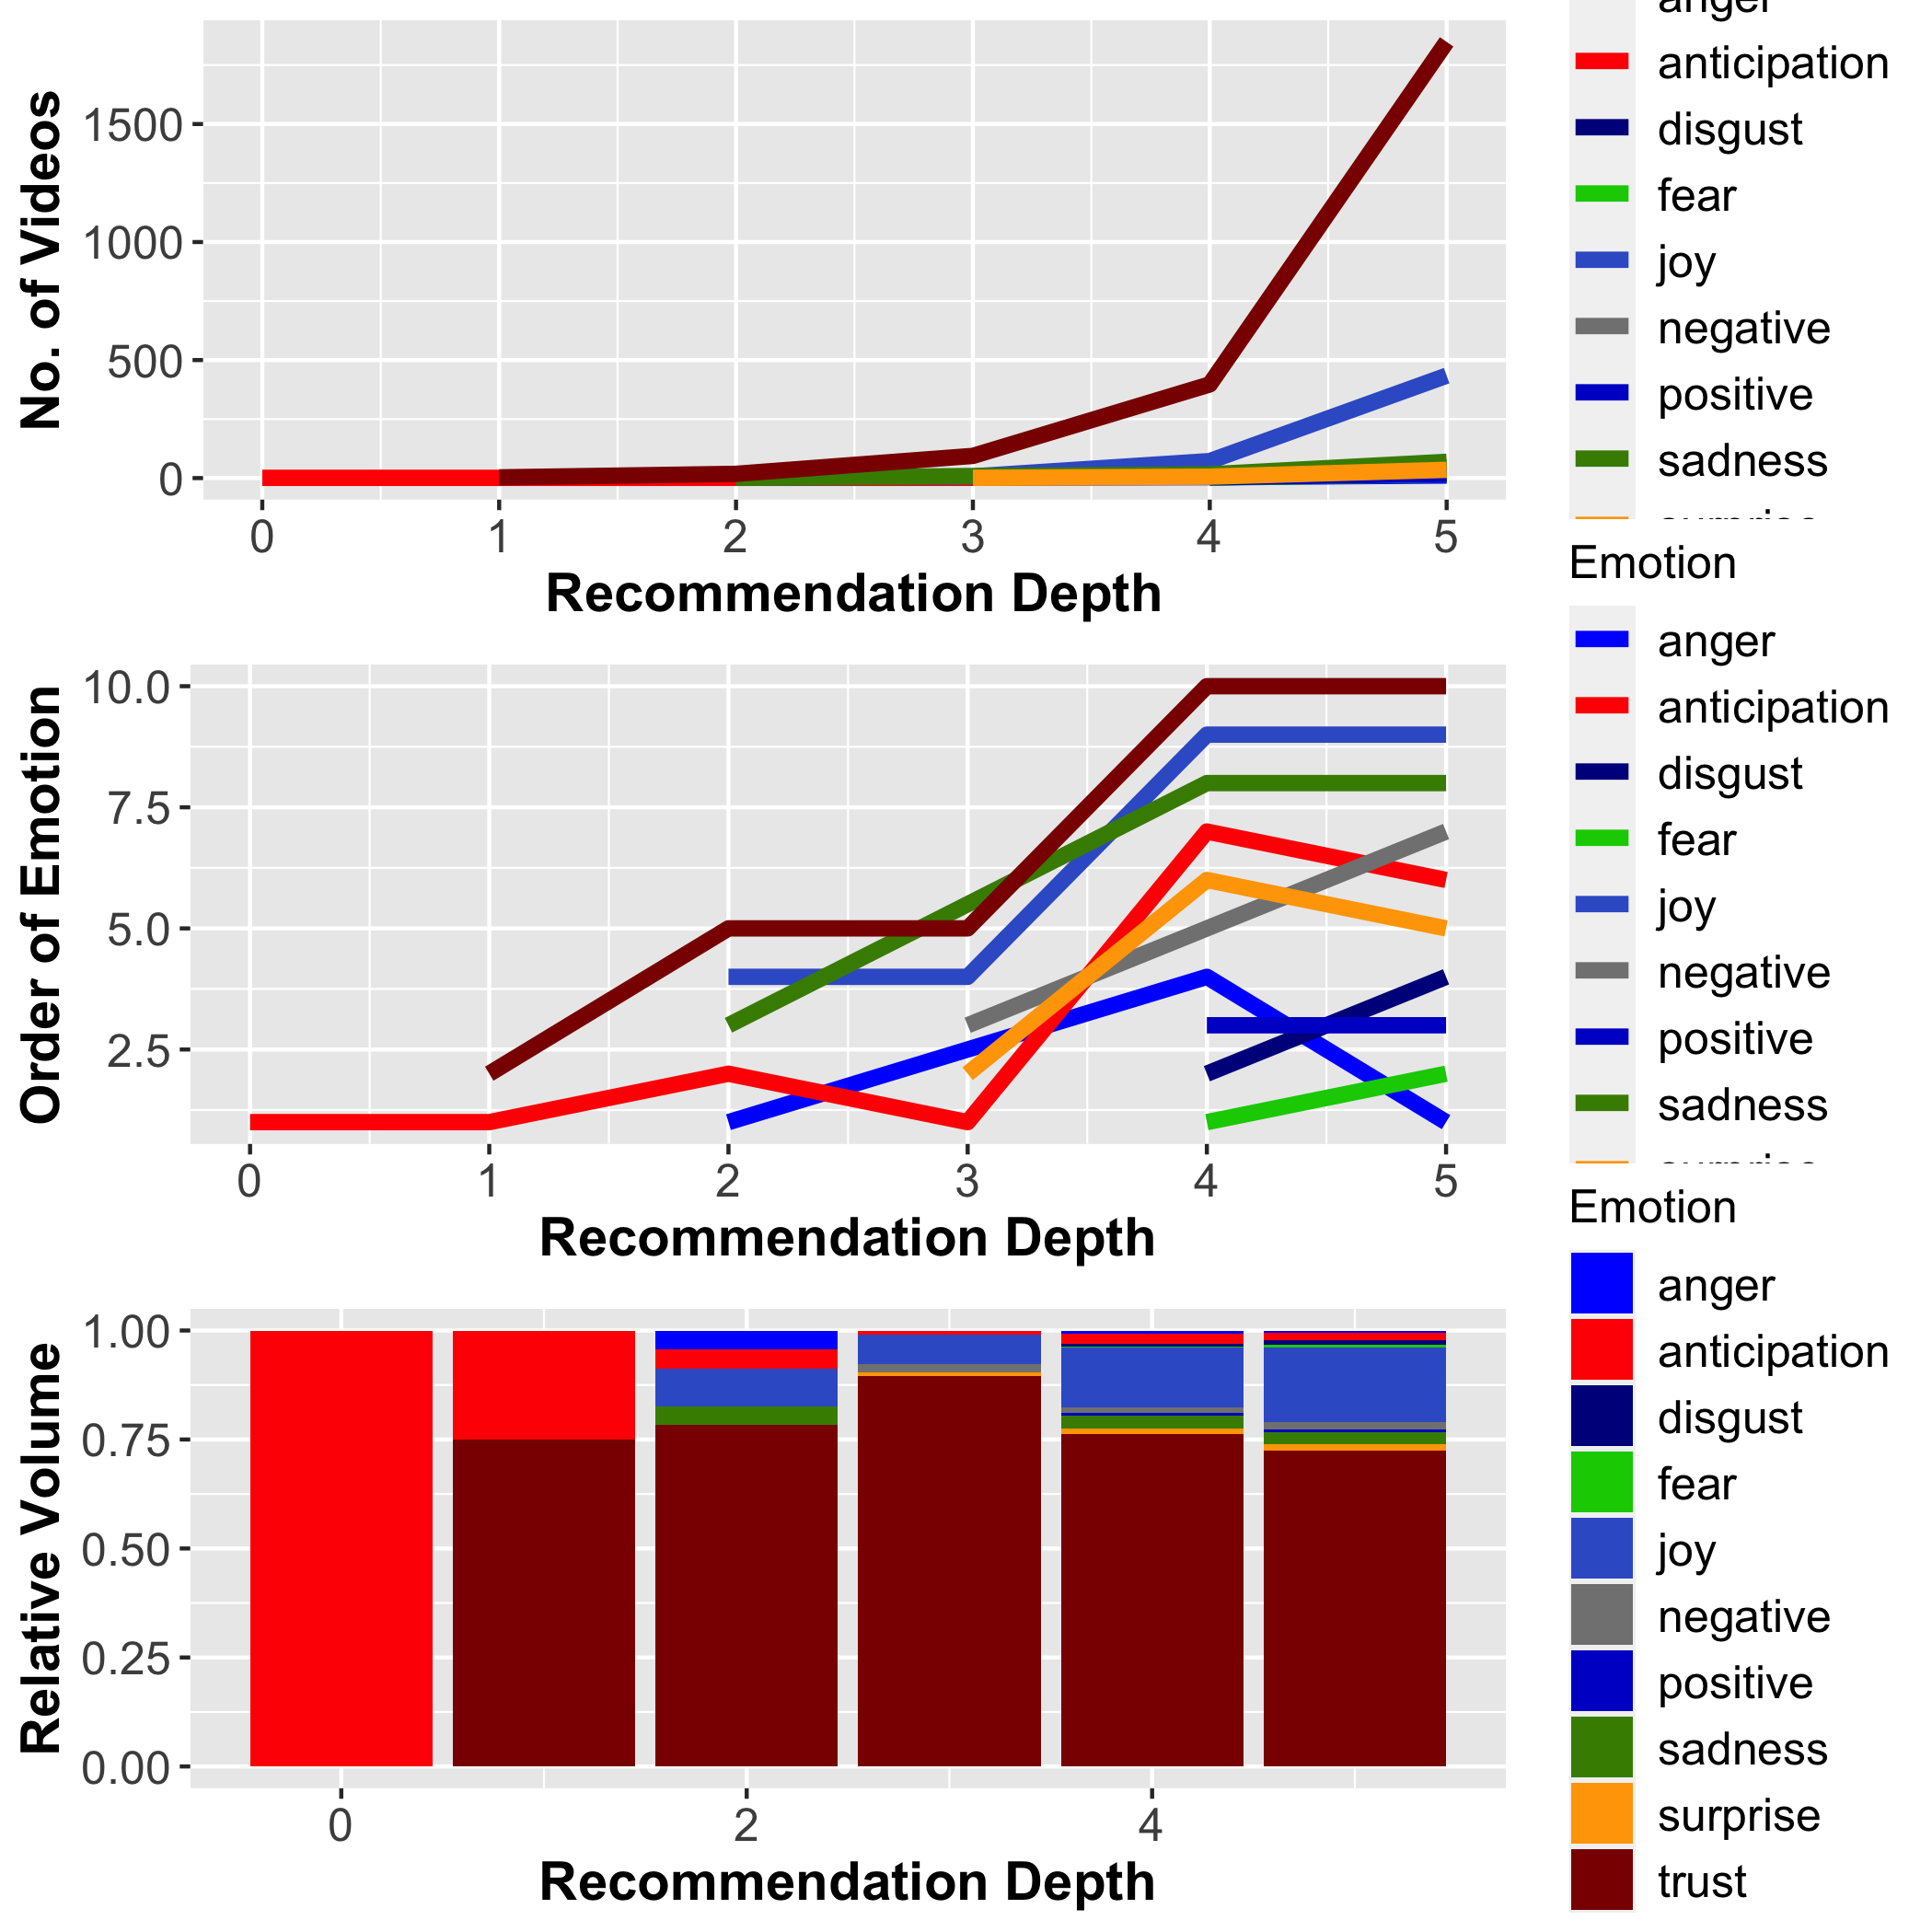 No. of Videos
1500
1000
500
0
0 1 2 3 4 5
Recommendation Depth
anger
anticipation
disgust
fear
joy
negative
positive
sadness
Order of Emotion
10.0
7.5
5.0
2.5
0 1 2 3 4 5
Recommendation Depth
Emotion
anger
anticipation
disgust
fear
joy
negative
positive
sadness
Relative Volume
1.00
0.75
0.50
0.25
0.00
0 2 4
Recommendation Depth
Emotion
anger
anticipation
disgust
fear
joy
negative
positive
sadness
surprise
trust